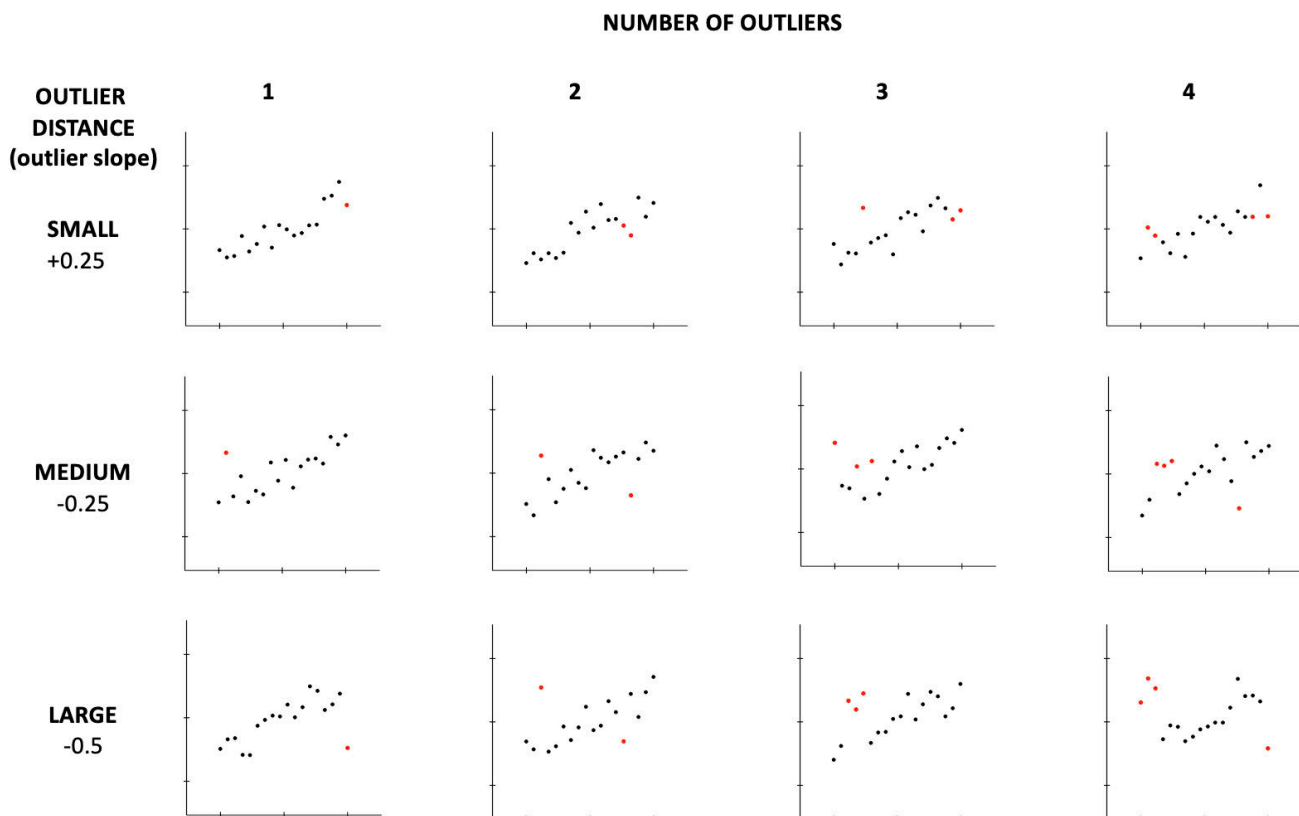 NUMBER OF OUTLIERS
OUTLIER
DISTANCE
(outlier slope)
1
2
3
4
SMALL
+0.25
MEDIUM
-0.25
LARGE
-0.5